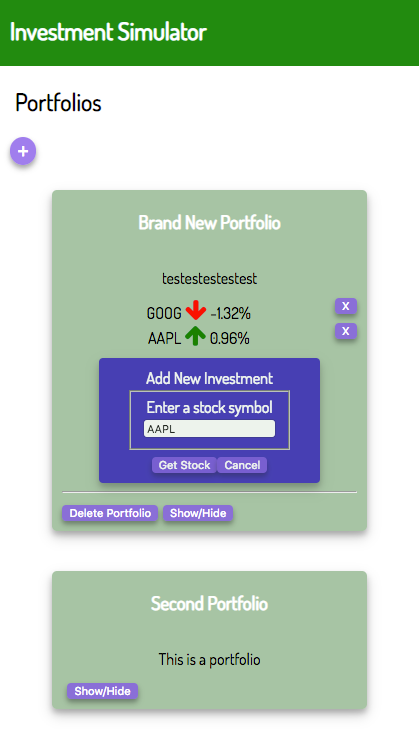 Investment Simulator
Portfolios
+
Brand New Portfolio
testestestestest
GOOG -1.32% X
AAPL 0.96% X
Add New Investment
Enter a stock symbol
AAPL
Get Stock Cancel
Delete Portfolio Show/Hide
Second Portfolio
This is a portfolio
Show/Hide